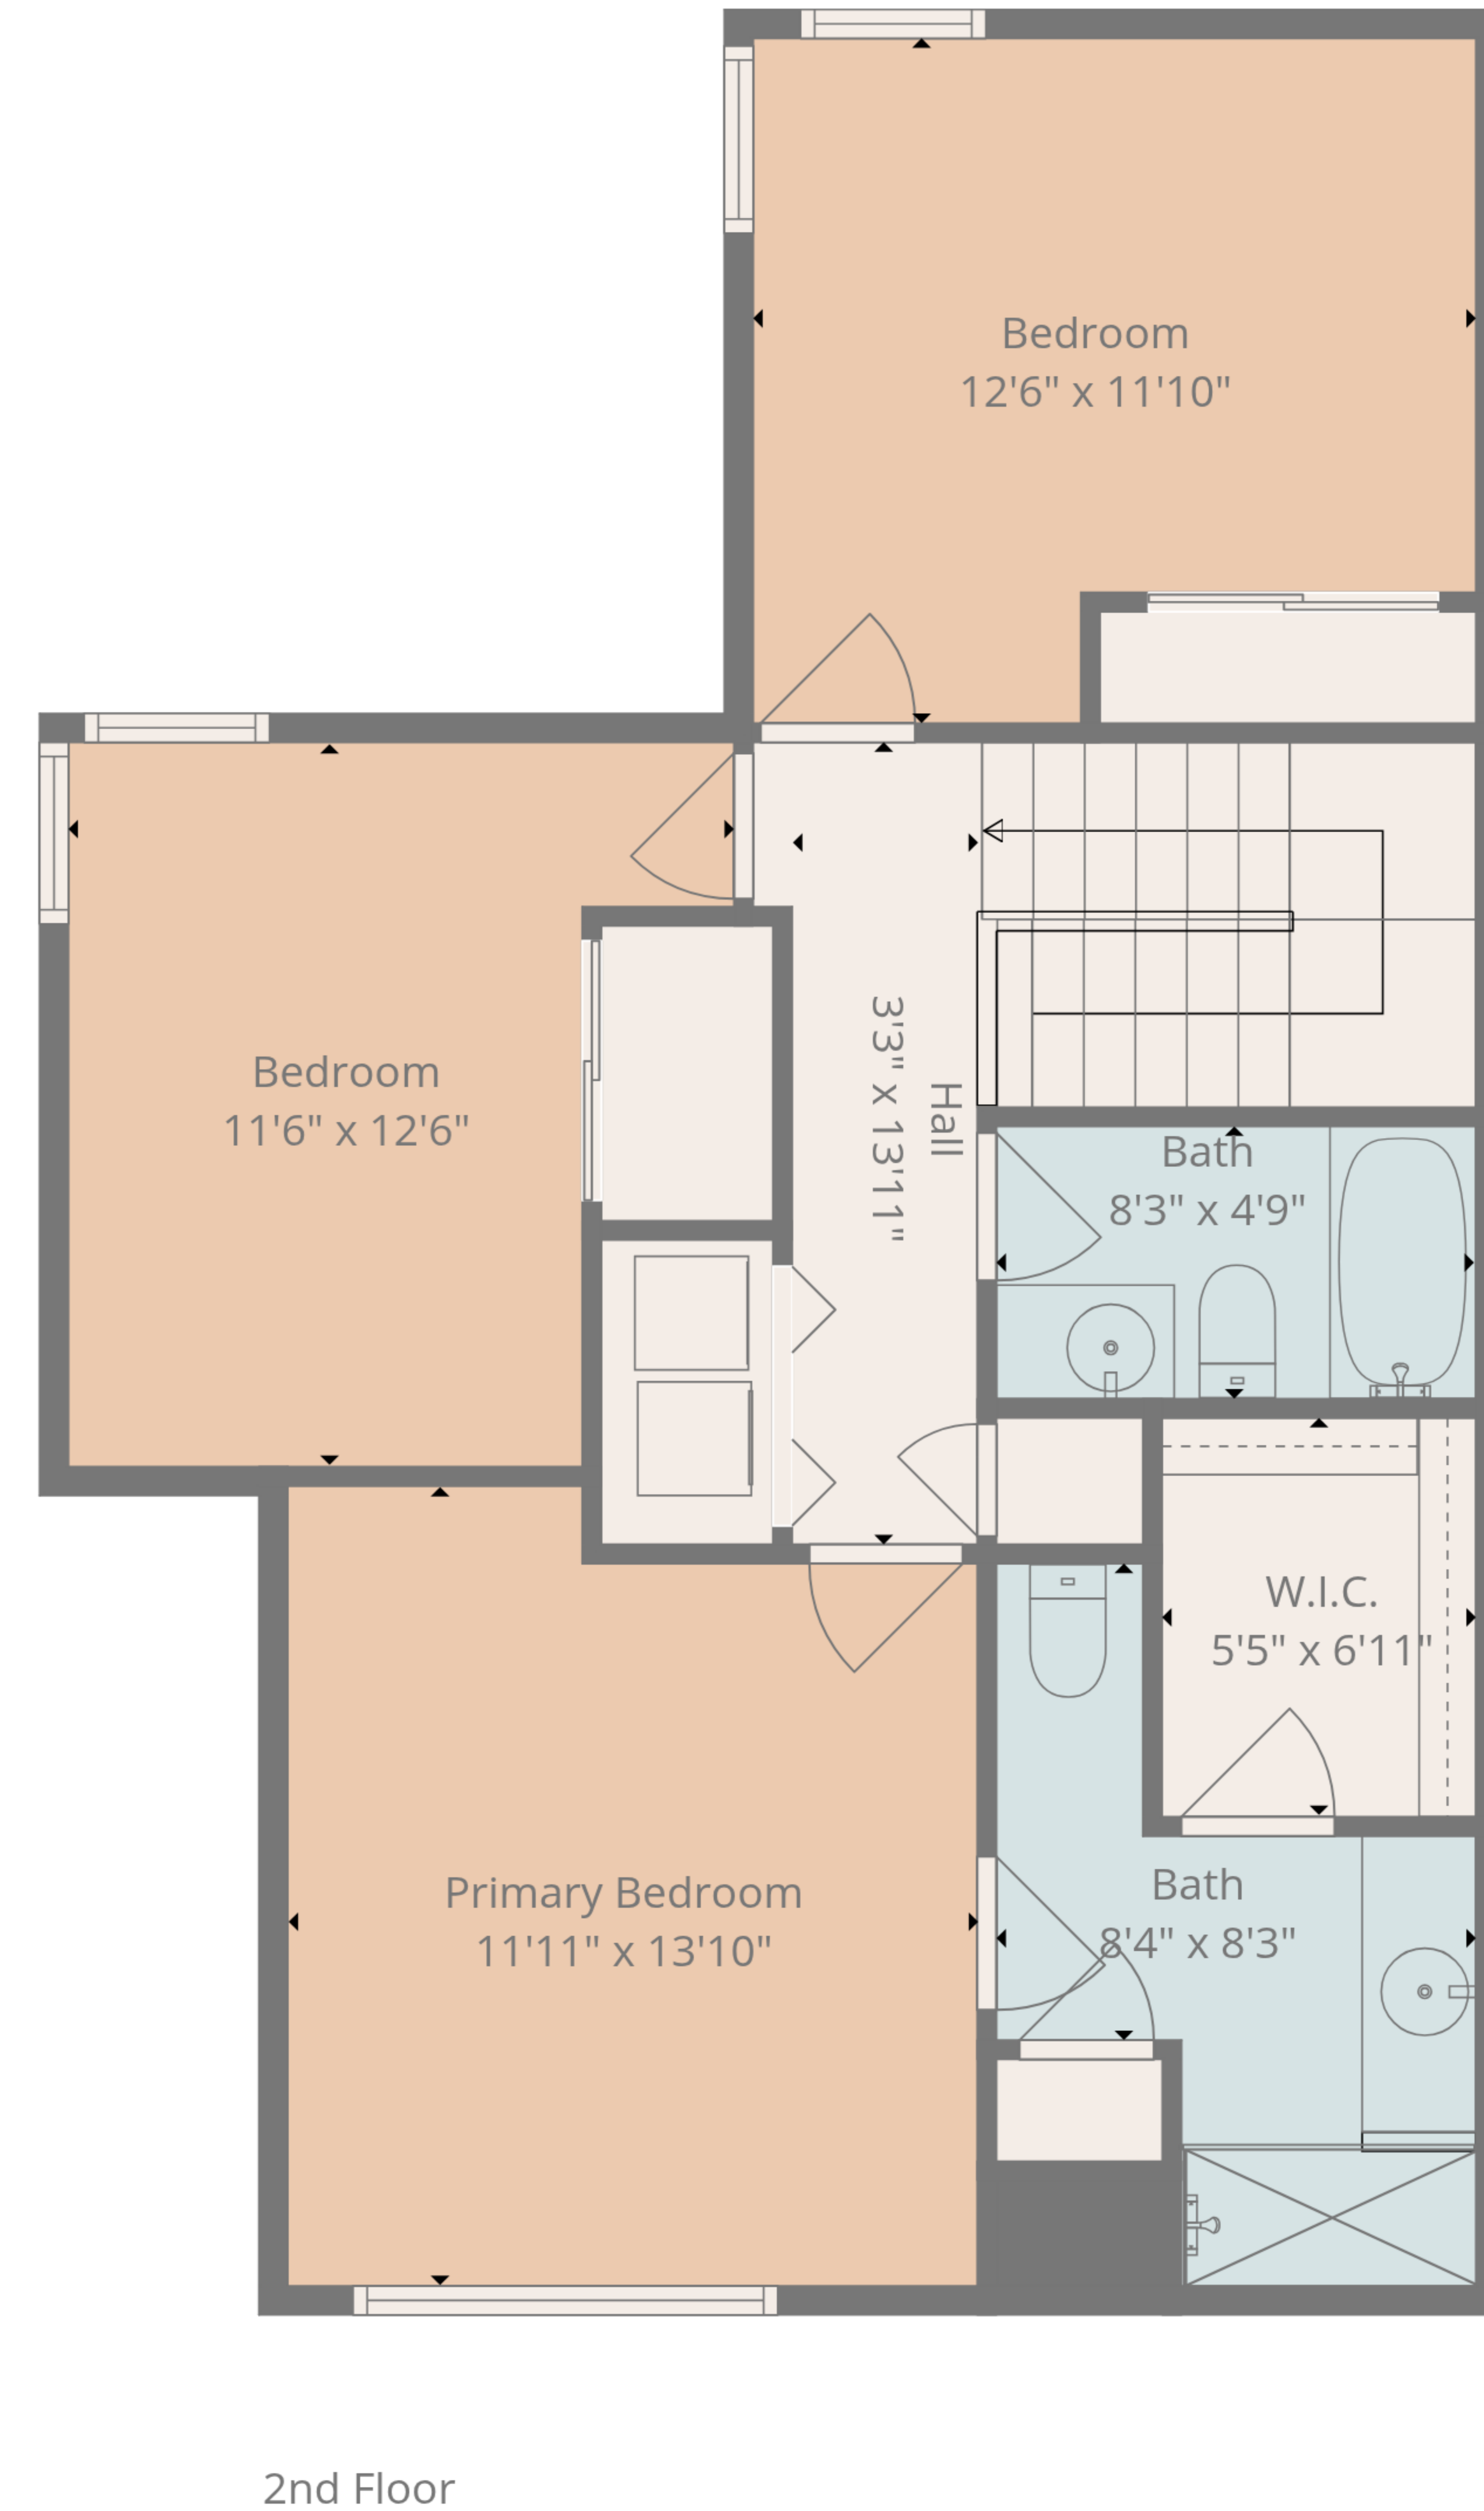 Bedroom
12'6" x 11'10"
Bedroom
11'6" x 12'6"
Hall
3'3" x 13'11"
Bath
8'3" x 4'9"
W.I.C.
5'5" x 6'11"
Primary Bedroom
11'11" x 13'10"
Bath
8'4" x 8'3"
2nd Floor